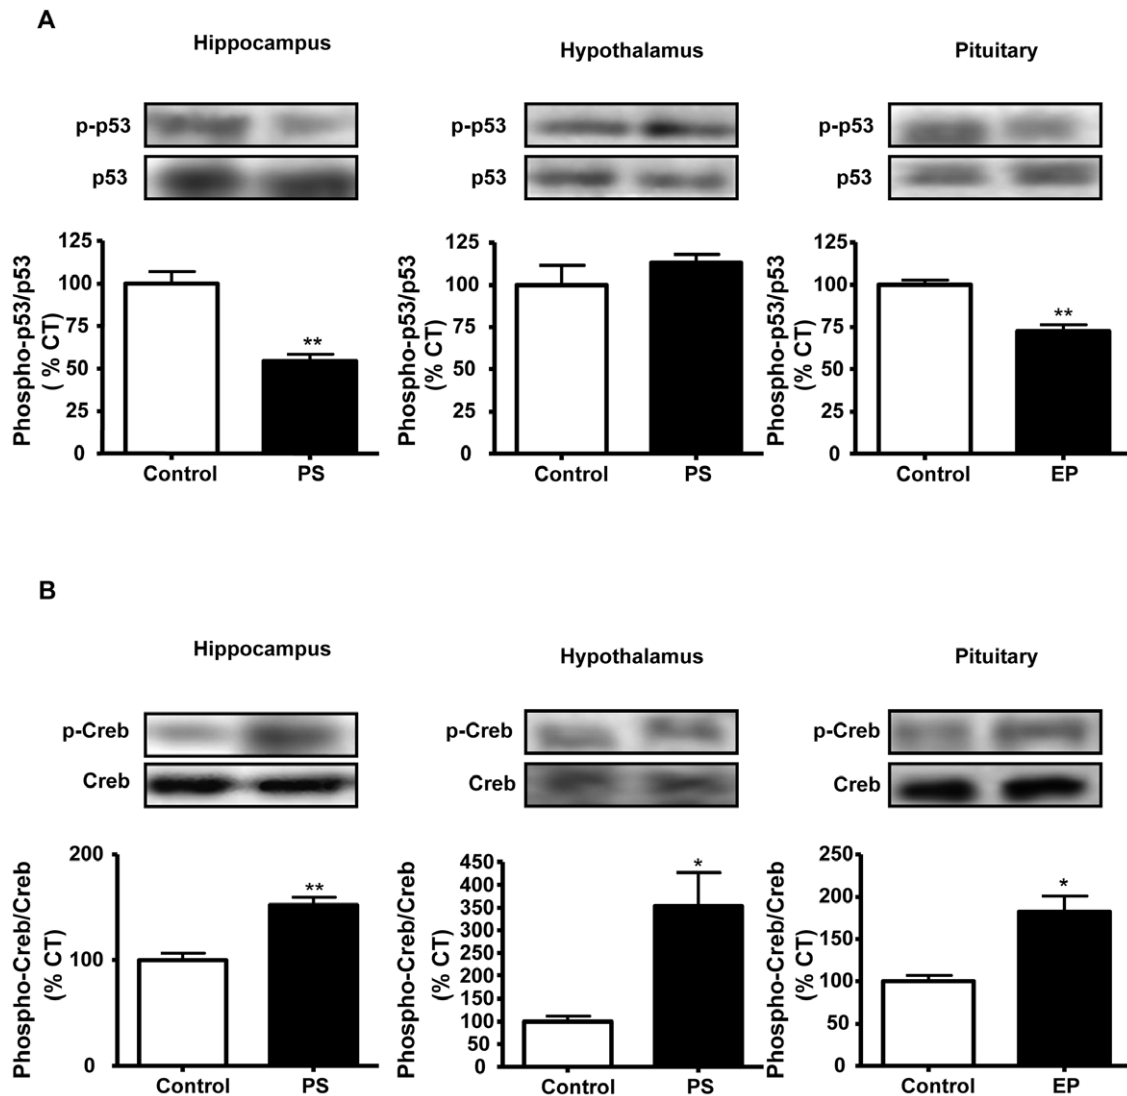 A
Hippocampus
Hypothalamus
Pituitary
p-p53
p53
p-p53
p53
p-p53
p53
Phospho-p53/p53
( % CT)
125
100
75
50
25
0
**
Control
PS
Phospho-p53/p53
(% CT)
125
100
75
50
25
0
Control
PS
Phospho-p53/p53
(% CT)
125
100
75
50
25
0
**
Control
EP
B
Hippocampus
Hypothalamus
Pituitary
p-Creb
Creb
p-Creb
Creb
p-Creb
Creb
Phospho-Creb/Creb
(% CT)
200
100
0
**
Control
PS
Phospho-Creb/Creb
(% CT)
450
400
350
300
250
200
150
100
50
0
*
Control
PS
Phospho-Creb/Creb
(% CT)
250
200
150
100
50
0
*
Control
EP